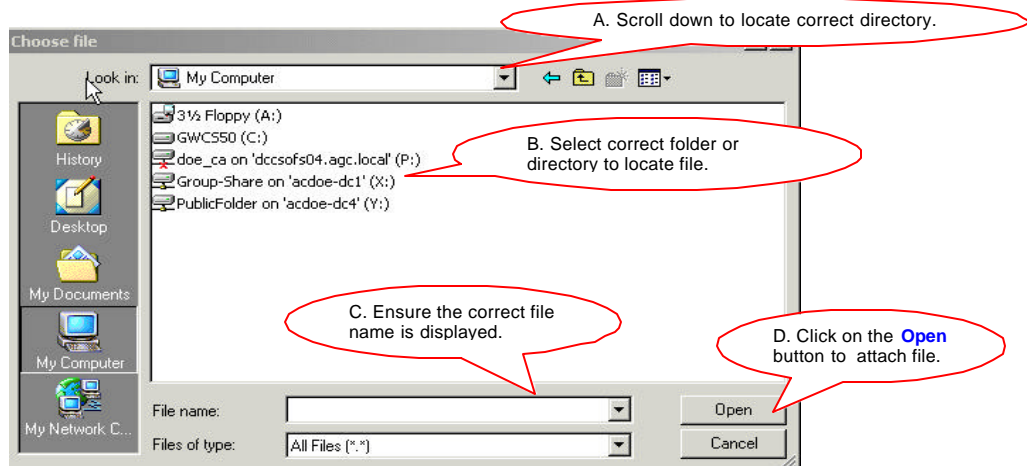 A. Scroll down to locate correct directory.
Choose file
Look in:
My Computer
3½ Floppy (A:)
GWCS50 (C:)
doe_ca on 'dccsofs04.agc.local' (P:)
Group-Share on 'acdoe-dc1' (X:)
PublicFolder on 'acdoe-dc4' (Y:)
B. Select correct folder or
directory to locate file.
History
Desktop
My Documents
My Computer
My Network C...
C. Ensure the correct file
name is displayed.
D. Click on the Open
button to attach file.
File name:
Open
Files of type:
All Files (*.*)
Cancel